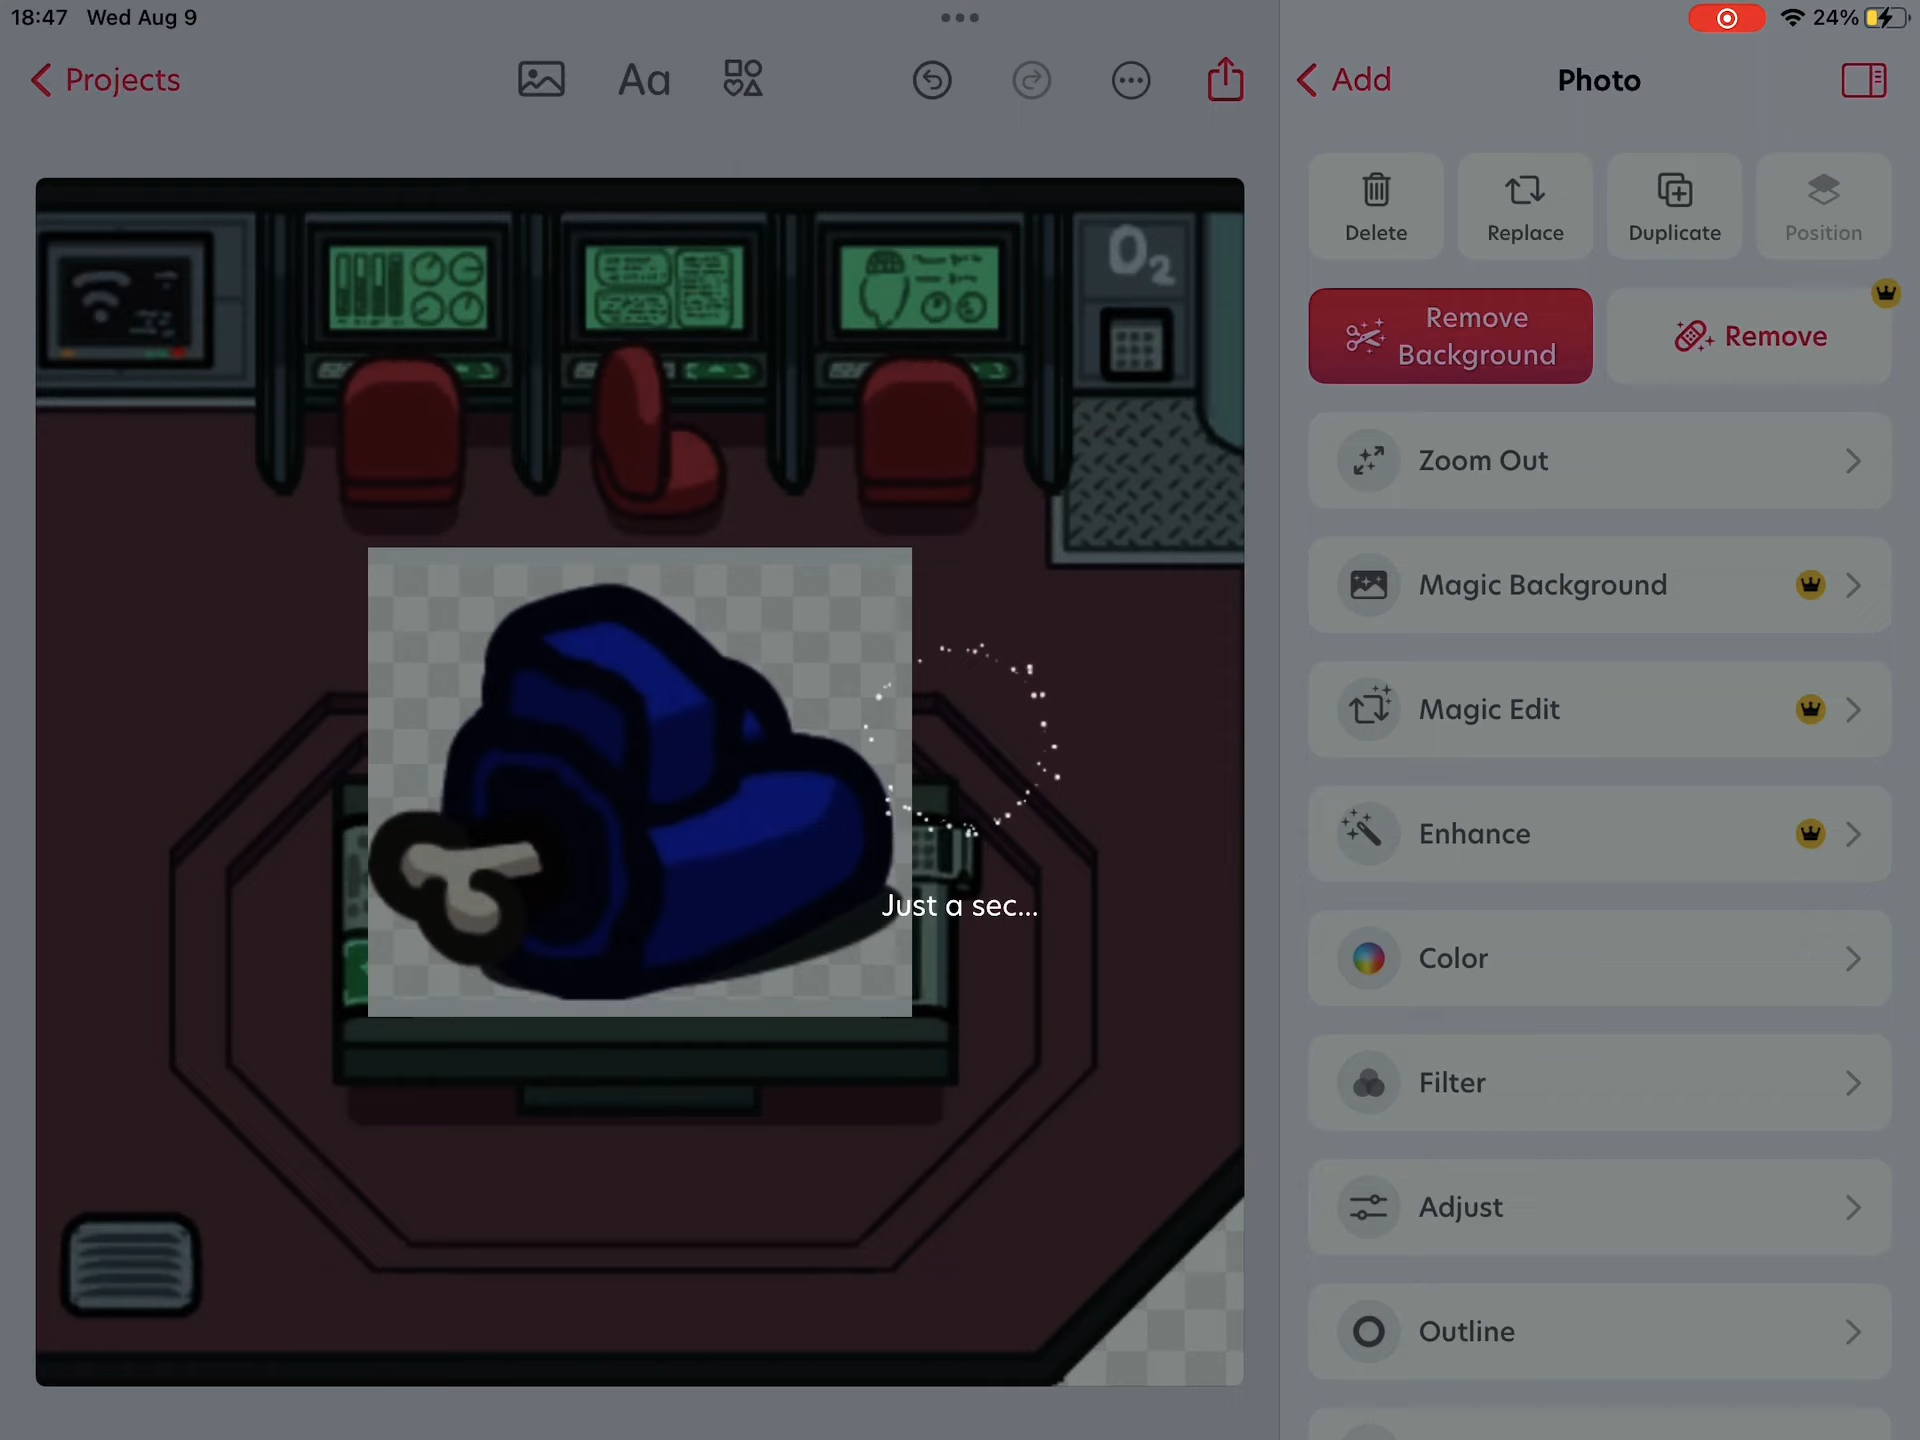 18:47 Wed Aug 9
24%
Projects
Aa
Add
Photo
Delete
Replace
Duplicate
Position
Remove
Background
Remove
O2
Zoom Out
Magic Background
Magic Edit
Enhance
Just a sec...
Color
Filter
Adjust
Outline